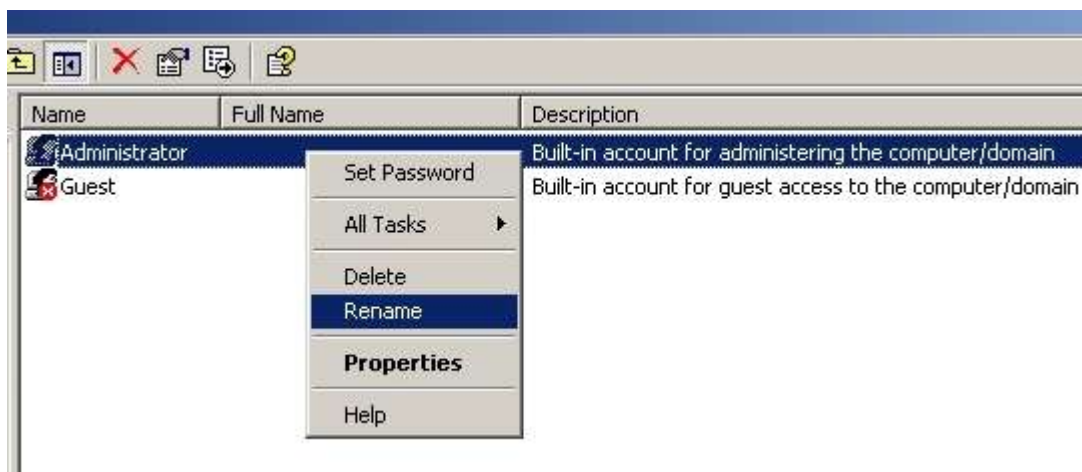 Name Full Name Description
Administrator Built-in account for administering the computer/domain
Guest Built-in account for guest access to the computer/domain
Set Password
All Tasks
Delete
Rename
Properties
Help